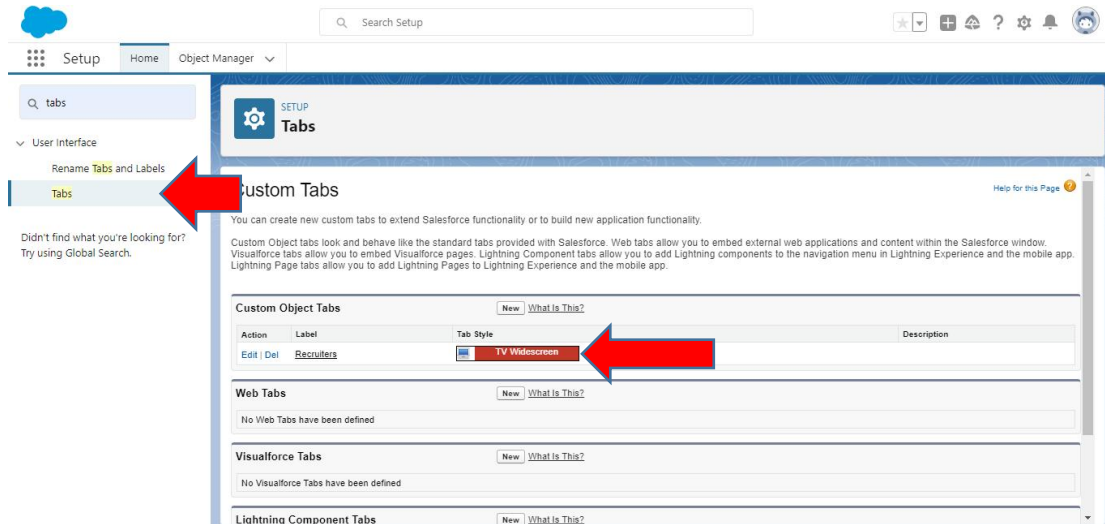 Search Setup
Setup
Home
Object Manager
tabs
User Interface
Rename Tabs and Labels
Tabs
Didn't find what you're looking for?
Try using Global Search.
SETUP
Tabs
Custom Tabs
Help for this Page
You can create new custom tabs to extend Salesforce functionality or to build new application functionality.
Custom Object tabs look and behave like the standard tabs provided with Salesforce. Web tabs allow you to embed external web applications and content within the Salesforce window.
Visualforce tabs allow you to embed Visualforce pages. Lightning Component tabs allow you to add Lightning components to the navigation menu in Lightning Experience and the mobile app.
Lightning Page tabs allow you to add Lightning Pages to Lightning Experience and the mobile app.
Custom Object Tabs New What Is This?
Action Label Tab Style Description
Edit | Del Recruiters TV Widescreen
Web Tabs New What Is This?
No Web Tabs have been defined
Visualforce Tabs New What Is This?
No Visualforce Tabs have been defined
Lightning Component Tabs New What Is This?